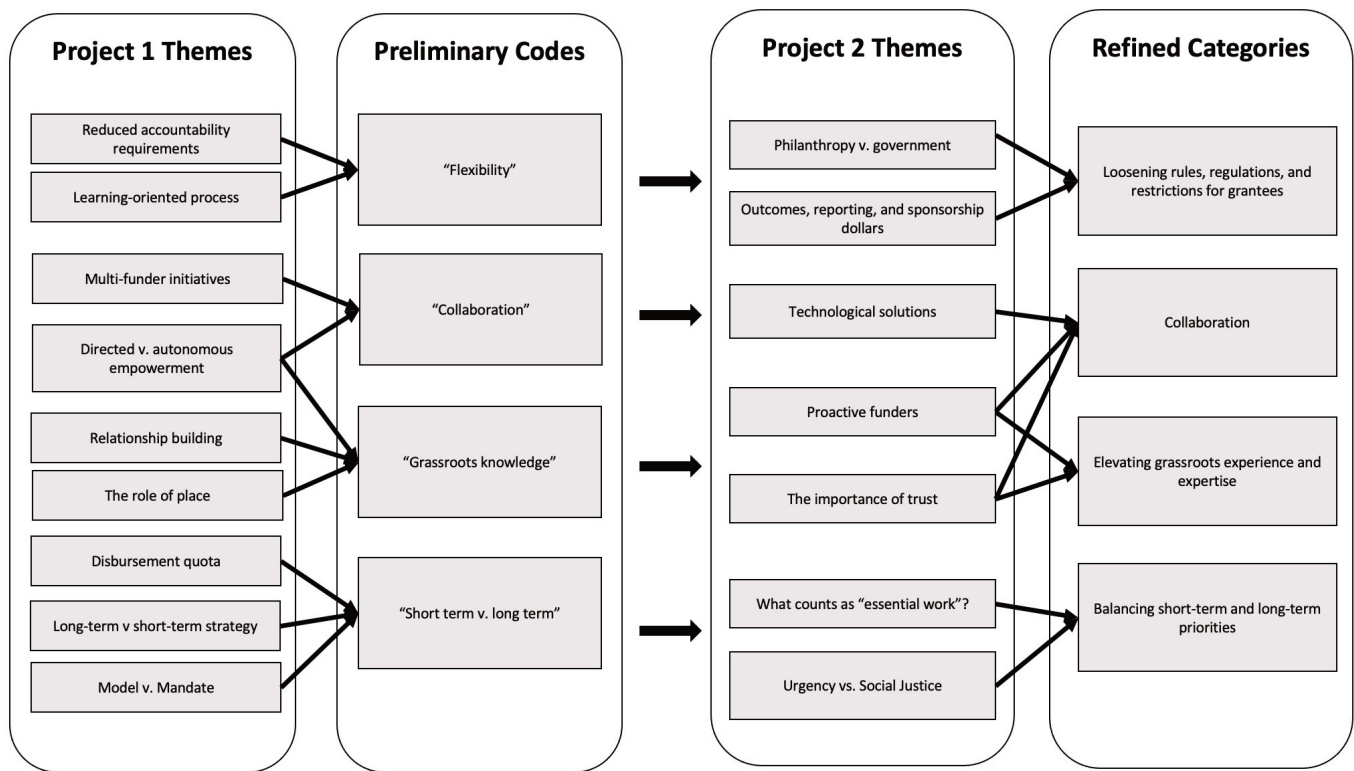 Project 1 Themes
Reduced accountability
requirements
Learning-oriented process
Multi-funder initiatives
Directed v. autonomous
empowerment
Relationship building
The role of place
Disbursement quota
Long-term v short-term strategy
Model v. Mandate
Preliminary Codes
“Flexibility”
“Collaboration”
“Grassroots knowledge”
“Short term v. long term”
Project 2 Themes
Philanthropy v. government
Outcomes, reporting, and sponsorship
dollars
Technological solutions
Proactive funders
The importance of trust
What counts as “essential work”?
Urgency vs. Social Justice
Refined Categories
Loosening rules, regulations, and
restrictions for grantees
Collaboration
Elevating grassroots experience and
expertise
Balancing short-term and long-term
priorities